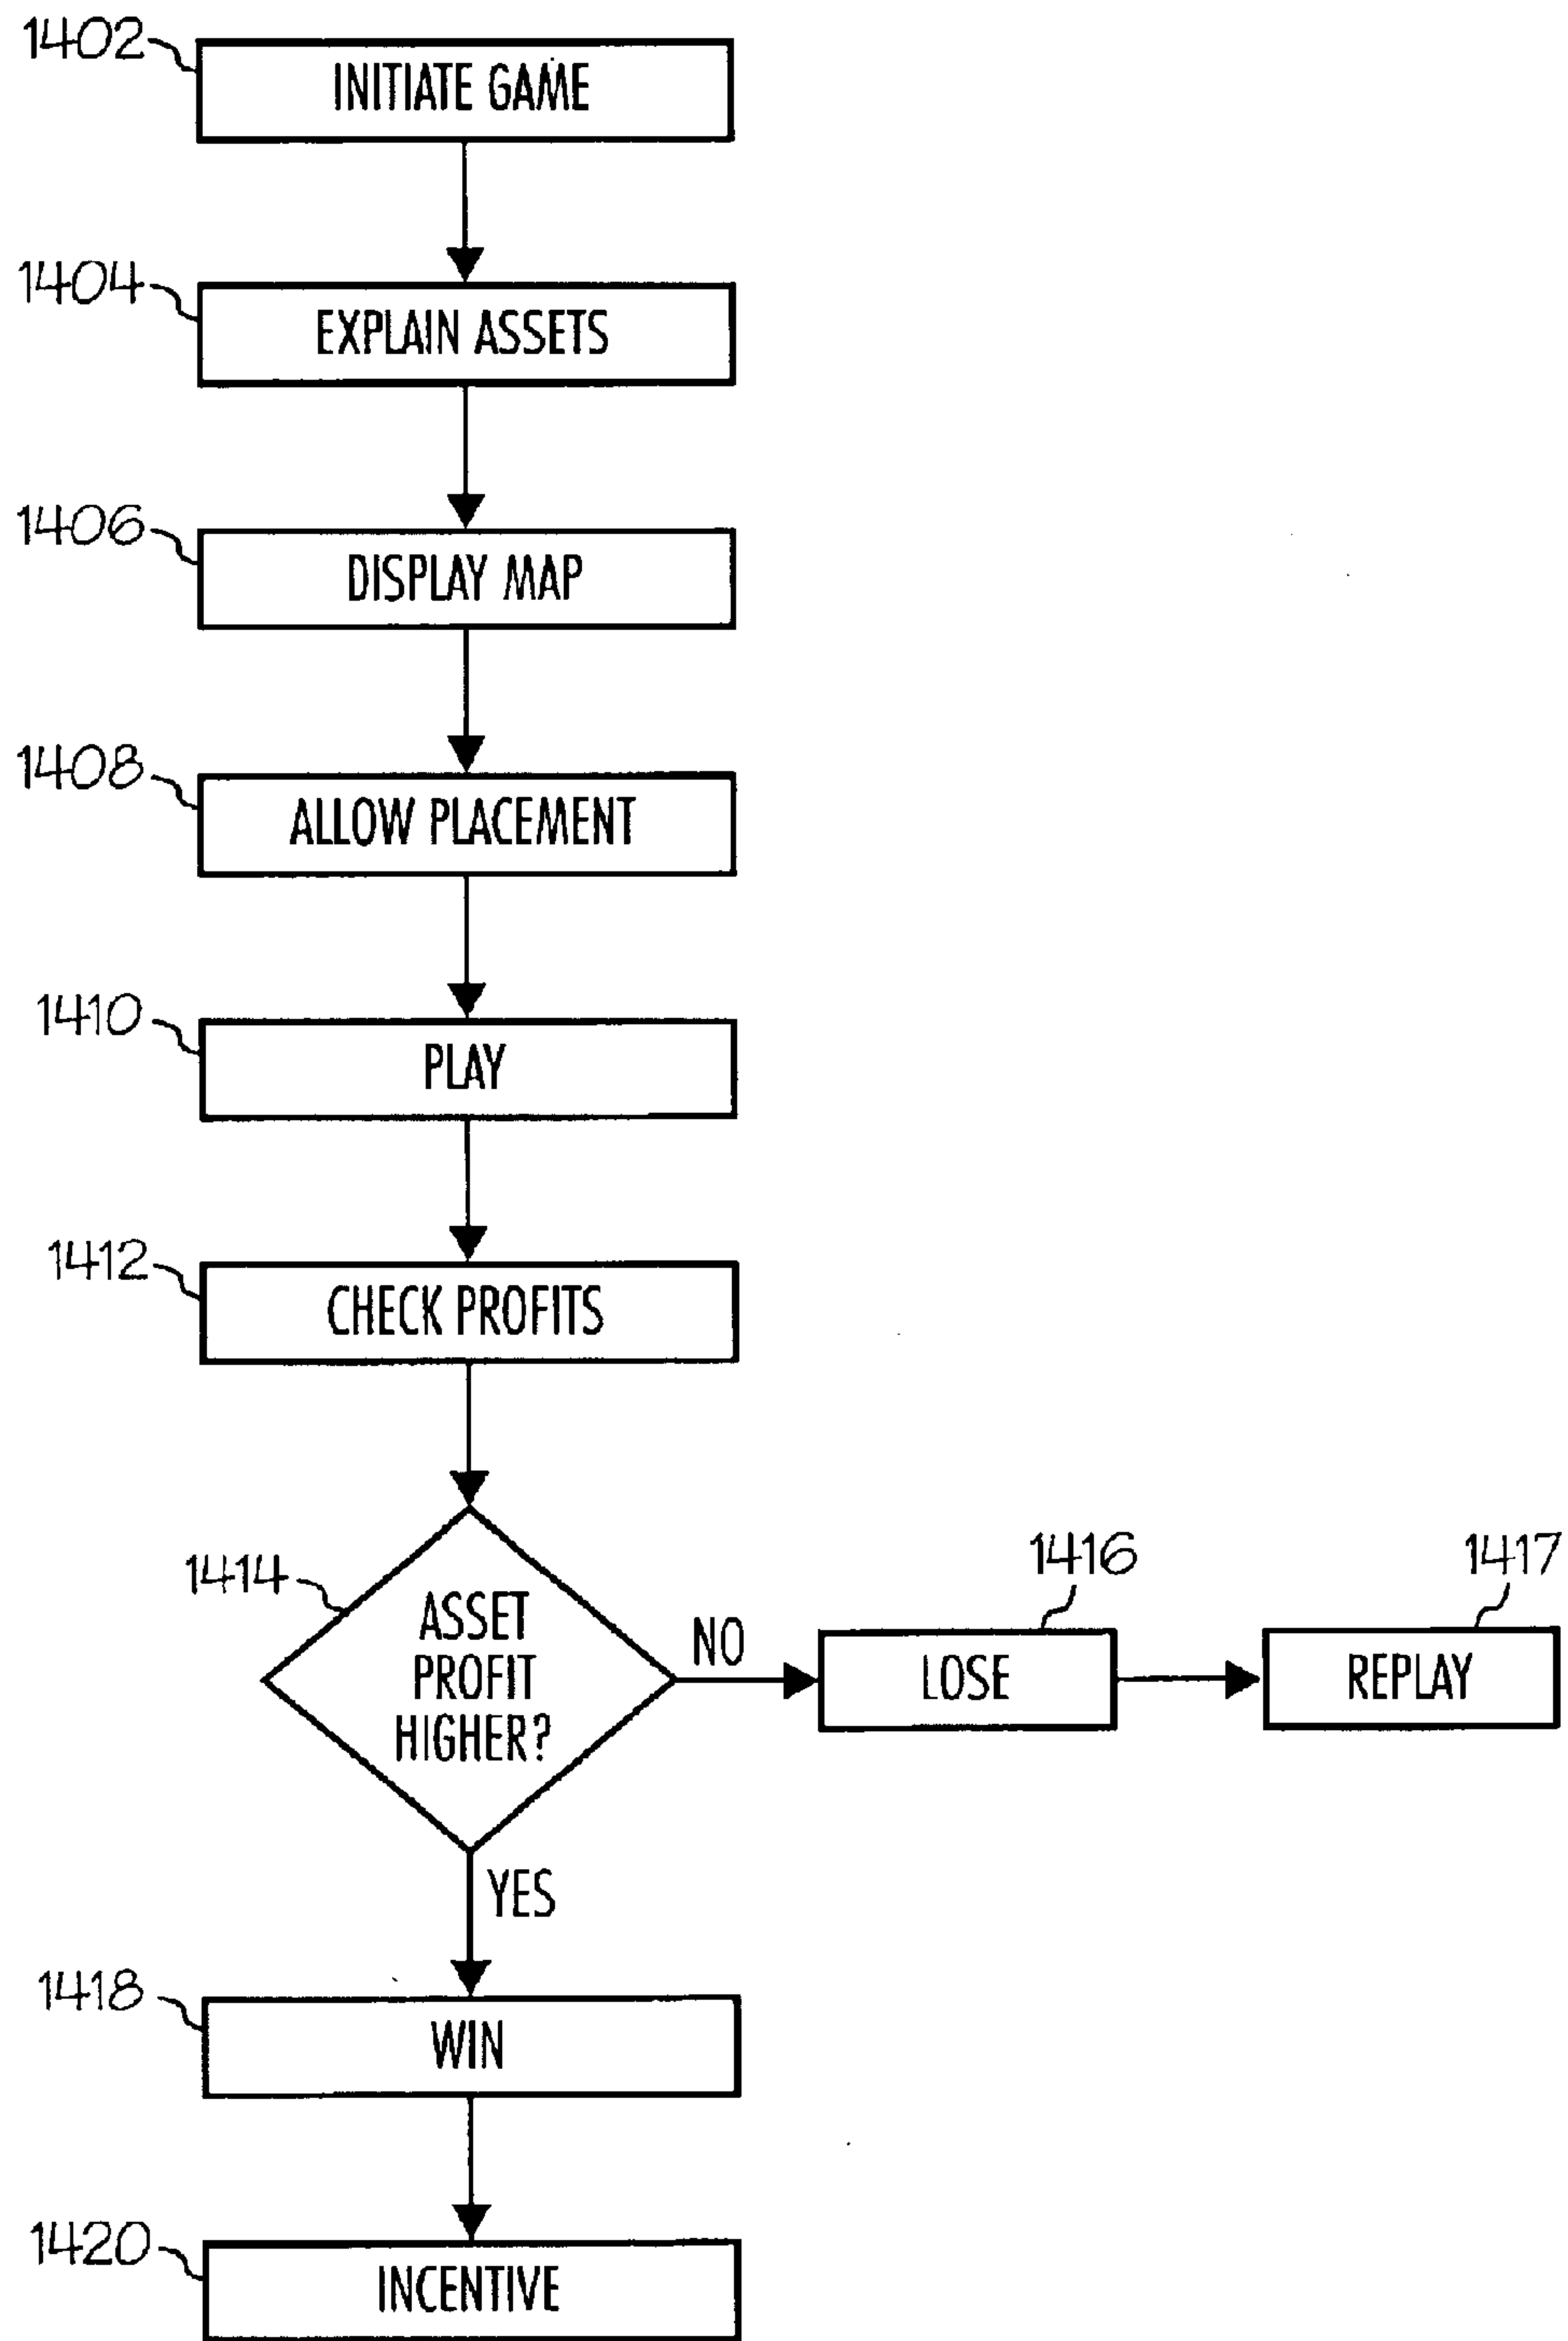 1402
INITIATE GAME
1404
EXPLAIN ASSETS
1406
DISPLAY MAP
1408
ALLOW PLACEMENT
1410
PLAY
1412
CHECK PROFITS
1414
ASSET
PROFIT
HIGHER?
NO
1416
LOSE
1417
REPLAY
YES
1418
WIN
1420
INCENTIVE